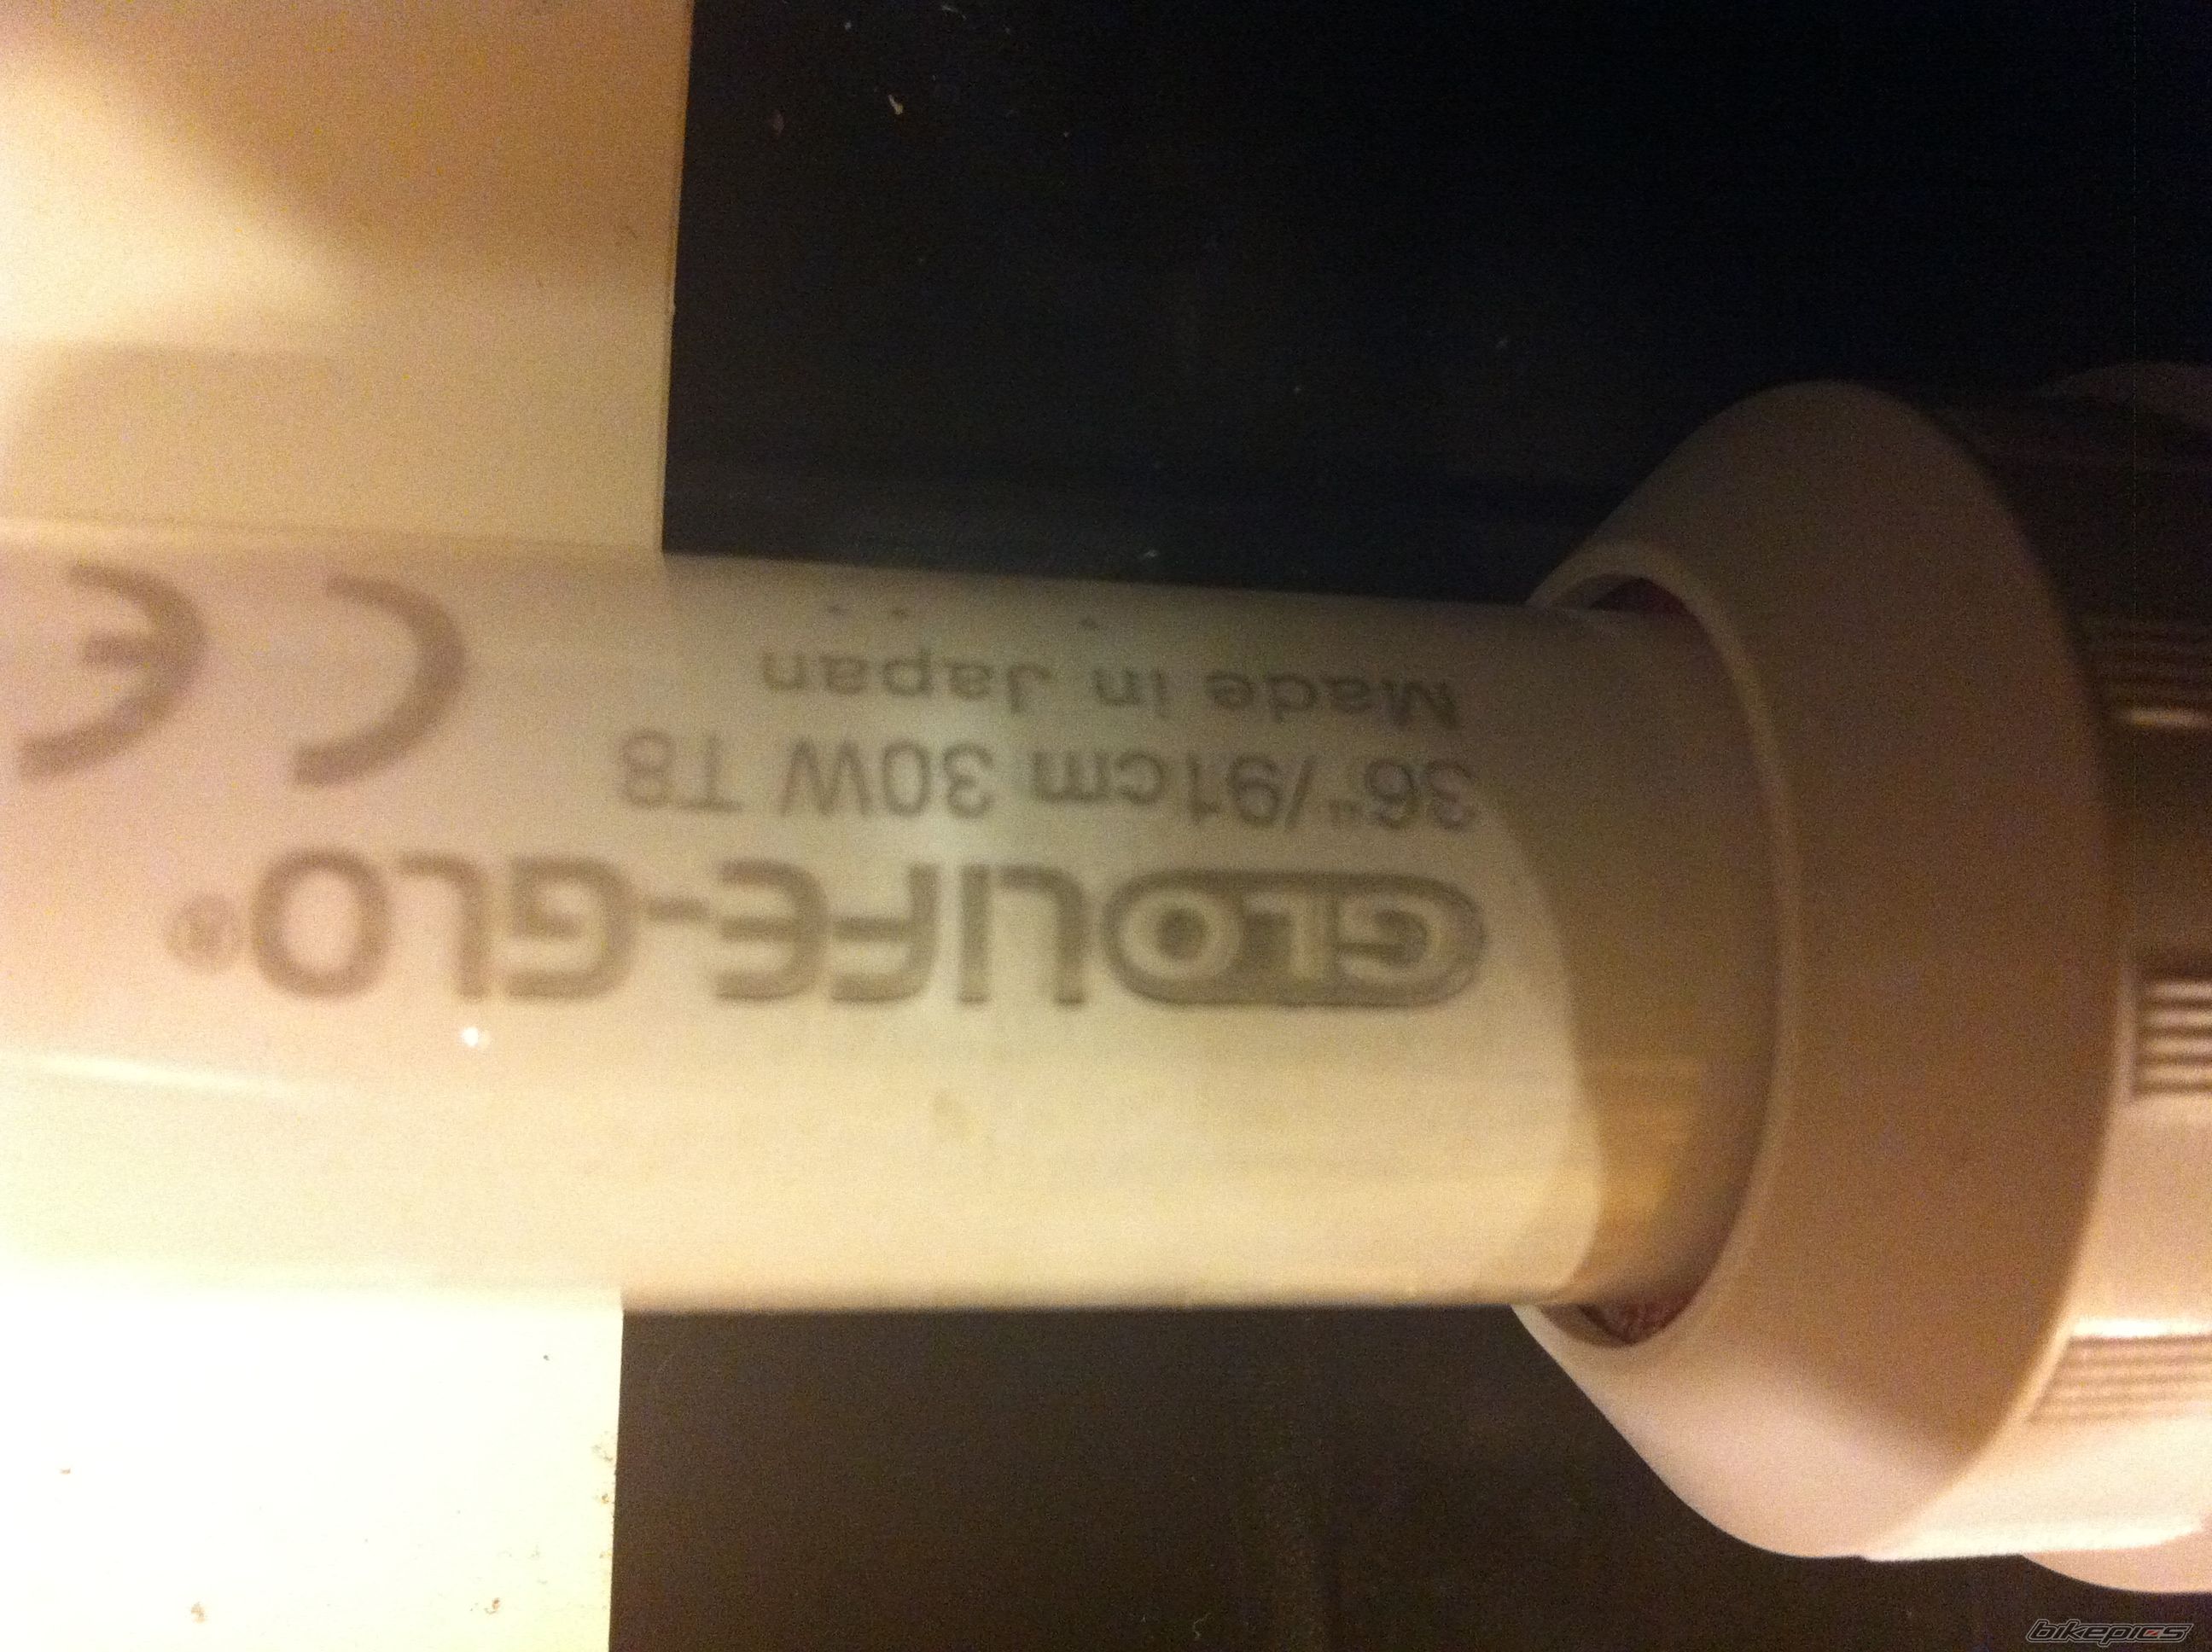 GLO LIFE-GLO®
36"/91cm 30W T8
Made in Japan
CE
bikepics